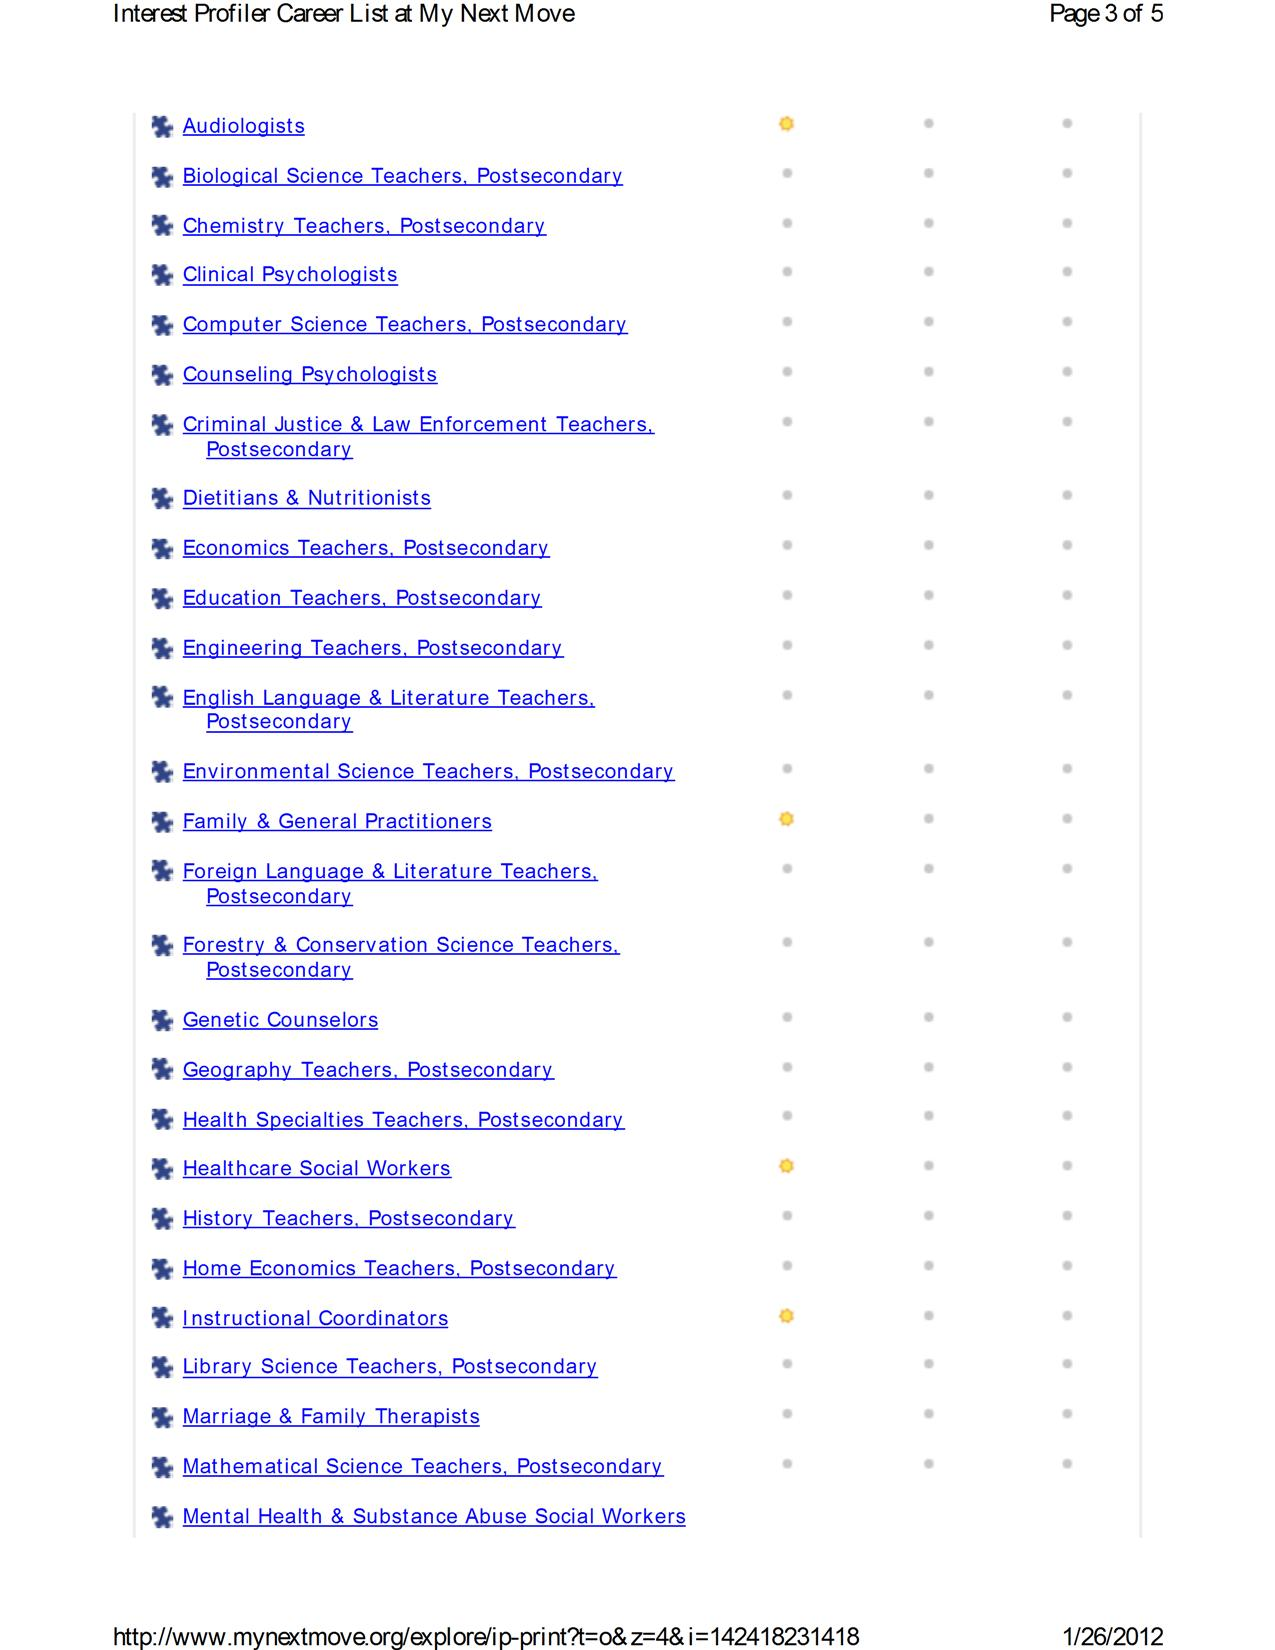 Interest Profiler Career List at My Next Move Page 3 of 5
Audiologists
Biological Science Teachers, Postsecondary
Chemistry Teachers, Postsecondary
Clinical Psychologists
Computer Science Teachers, Postsecondary
Counseling Psychologists
Criminal Justice & Law Enforcement Teachers,
Postsecondary
Dietitians & Nutritionists
Economics Teachers, Postsecondary
Education Teachers, Postsecondary
Engineering Teachers, Postsecondary
English Language & Literature Teachers,
Postsecondary
Environmental Science Teachers, Postsecondary
Family & General Practitioners
Foreign Language & Literature Teachers,
Postsecondary
Forestry & Conservation Science Teachers,
Postsecondary
Genetic Counselors
Geography Teachers, Postsecondary
Health Specialties Teachers, Postsecondary
Healthcare Social Workers
History Teachers, Postsecondary
Home Economics Teachers, Postsecondary
Instructional Coordinators
Library Science Teachers, Postsecondary
Marriage & Family Therapists
Mathematical Science Teachers, Postsecondary
Mental Health & Substance Abuse Social Workers
http://www.mynextmove.org/explore/ip-print?t=o&z=4&i=142418231418 1/26/2012